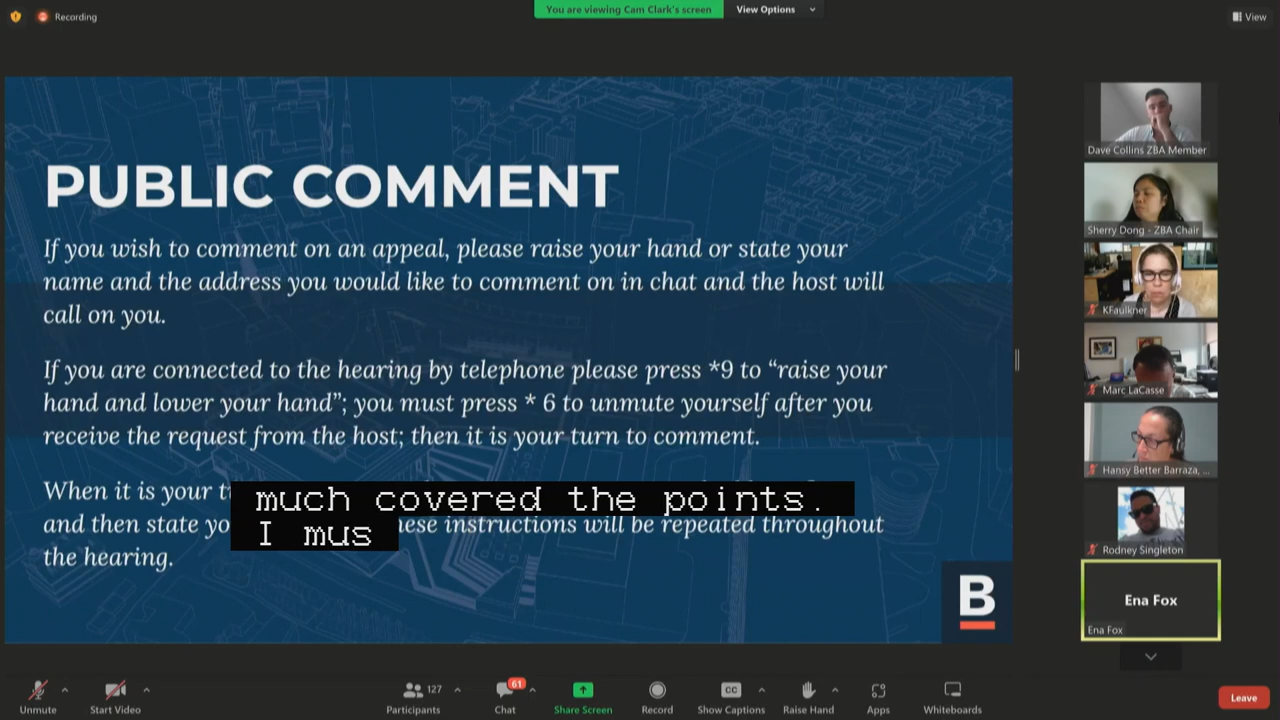 Recording
You are viewing Cam Clark's screen
View Options
View
PUBLIC COMMENT
If you wish to comment on an appeal, please raise your hand or state your
name and the address you would like to comment on in chat and the host will
call on you.
If you are connected to the hearing by telephone please press *9 to “raise your
hand and lower your hand”; you must press * 6 to unmute yourself after you
receive the request from the host; then it is your turn to comment.
When it is your
and then state instructions will be repeated throughout
the hearing.
much covered the points.
I mus
B
Dave Collins ZBA Member
Sherry Dong - ZBA Chair
KFaulkner
Marc LaCasse
Hansy Better Barraza, ...
Rodney Singleton
Ena Fox
Ena Fox
Unmute
Start Video
127
Participants
61
Chat
Share Screen
Record
CC
Show Captions
Raise Hand
Apps
Whiteboards
Leave